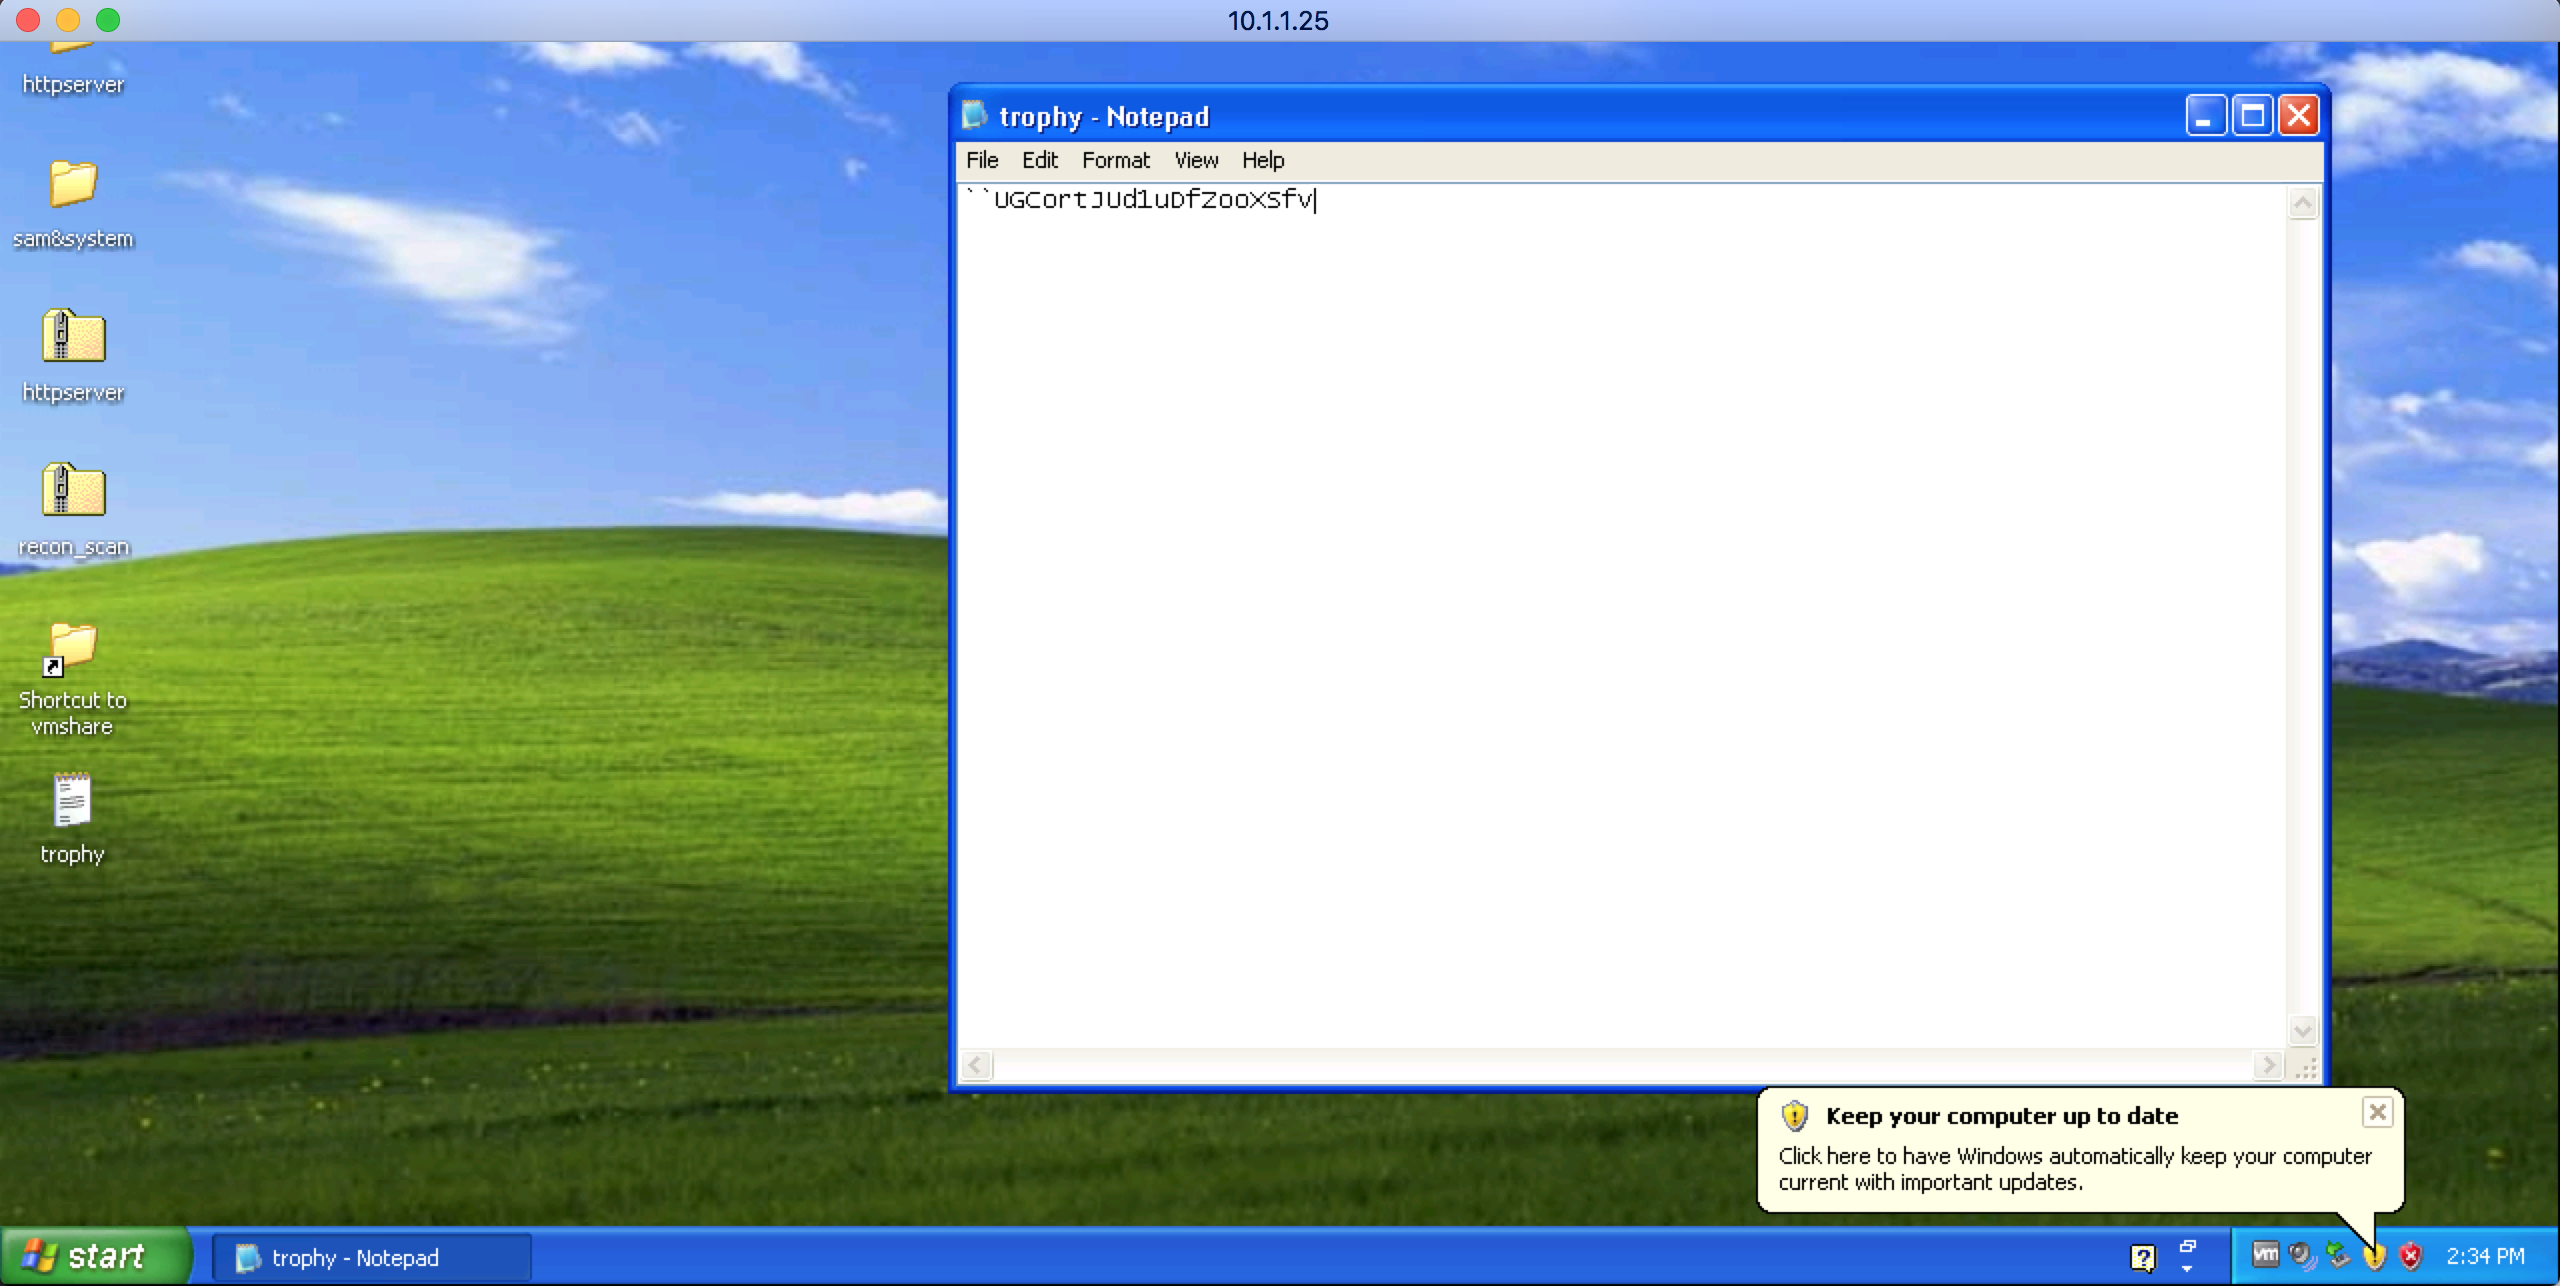 10.1.1.25
httpserver
sam&system
httpserver
recon_scan
Shortcut to
vmshare
trophy
trophy - Notepad
File Edit Format View Help
``UGCortJUd1uDfZooXSfv
Keep your computer up to date
Click here to have Windows automatically keep your computer
current with important updates.
start
trophy - Notepad
vm
2:34 PM